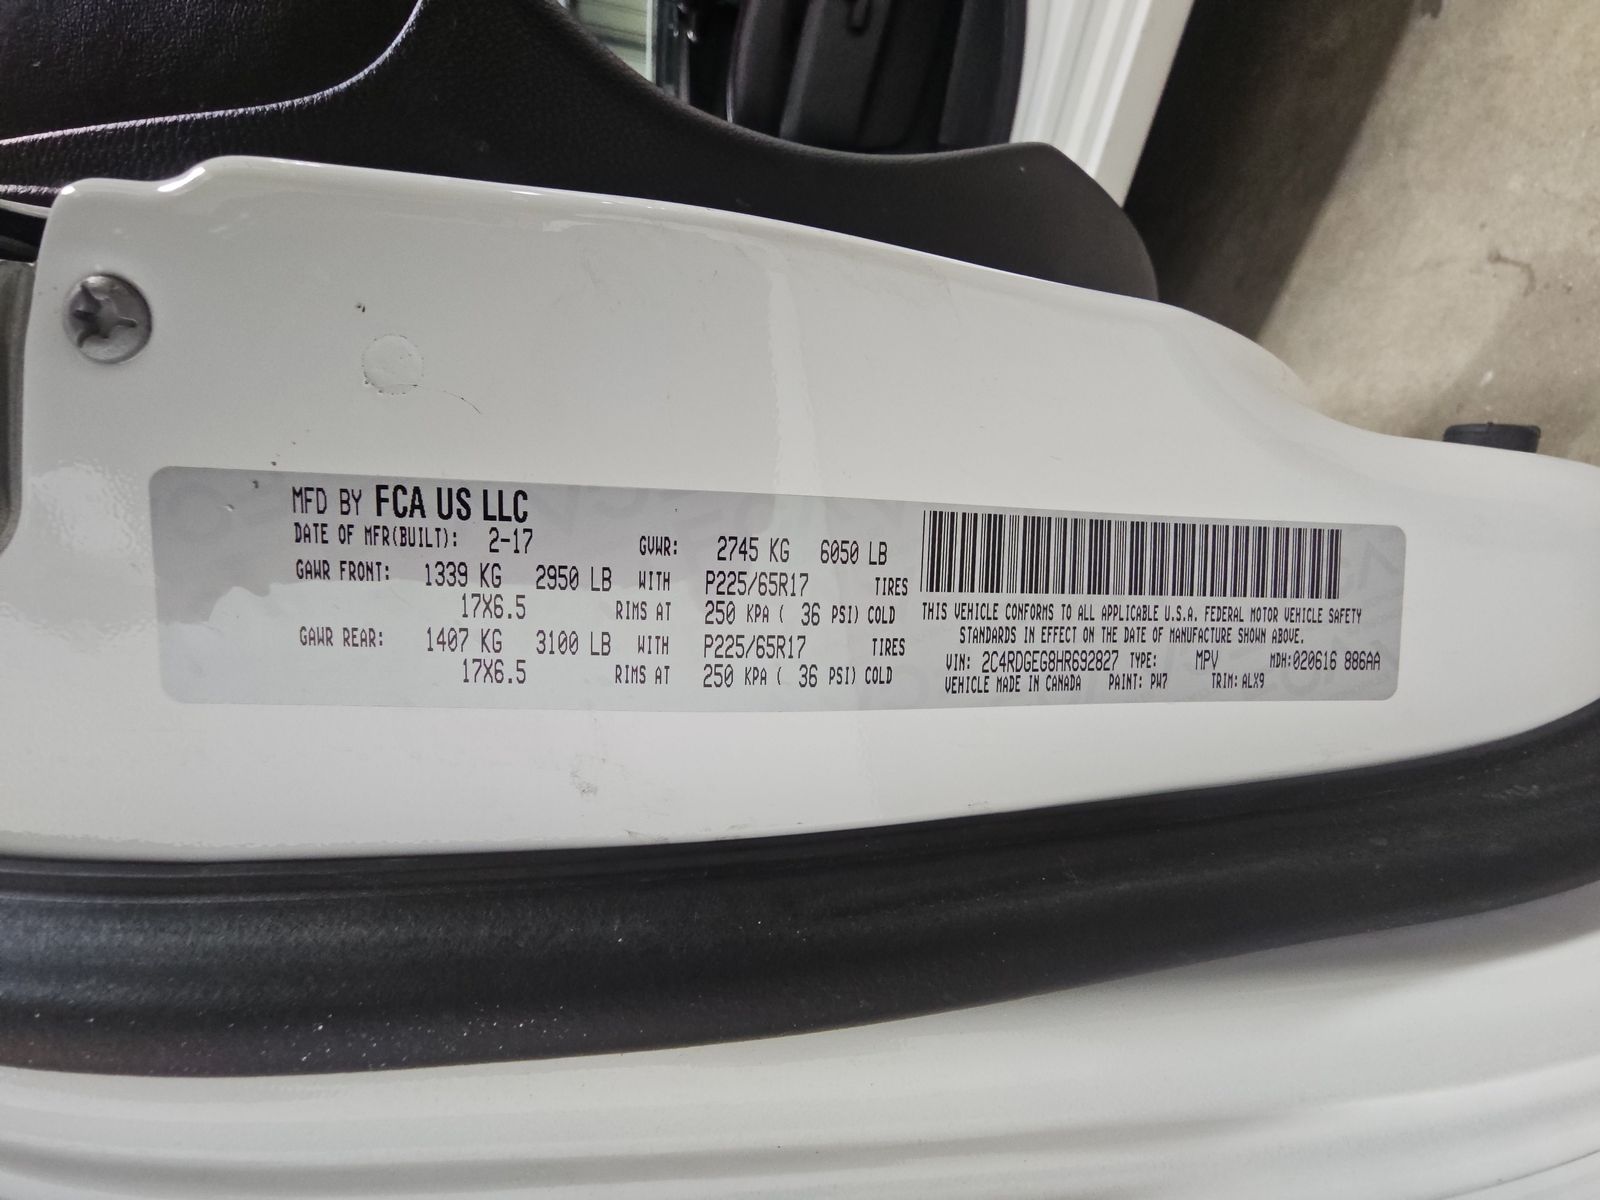 MFD BY FCA US LLC
DATE OF MFR(BUILT): 2-17 GVWR: 2745 KG 6050 LB
GAWR FRONT: 1339 KG 2950 LB WITH P225/65R17 TIRES
17X6.5 RIMS AT 250 KPA ( 36 PSI) COLD
GAWR REAR: 1407 KG 3100 LB WITH P225/65R17 TIRES
17X6.5 RIMS AT 250 KPA ( 36 PSI) COLD
THIS VEHICLE CONFORMS TO ALL APPLICABLE U.S.A. FEDERAL MOTOR VEHICLE SAFETY
STANDARDS IN EFFECT ON THE DATE OF MANUFACTURE SHOWN ABOVE.
VIN: 2C4RDGEG8HR692827 TYPE: MPV MDH:020616 886AA
VEHICLE MADE IN CANADA PAINT: PW7 TRIM: ALX9